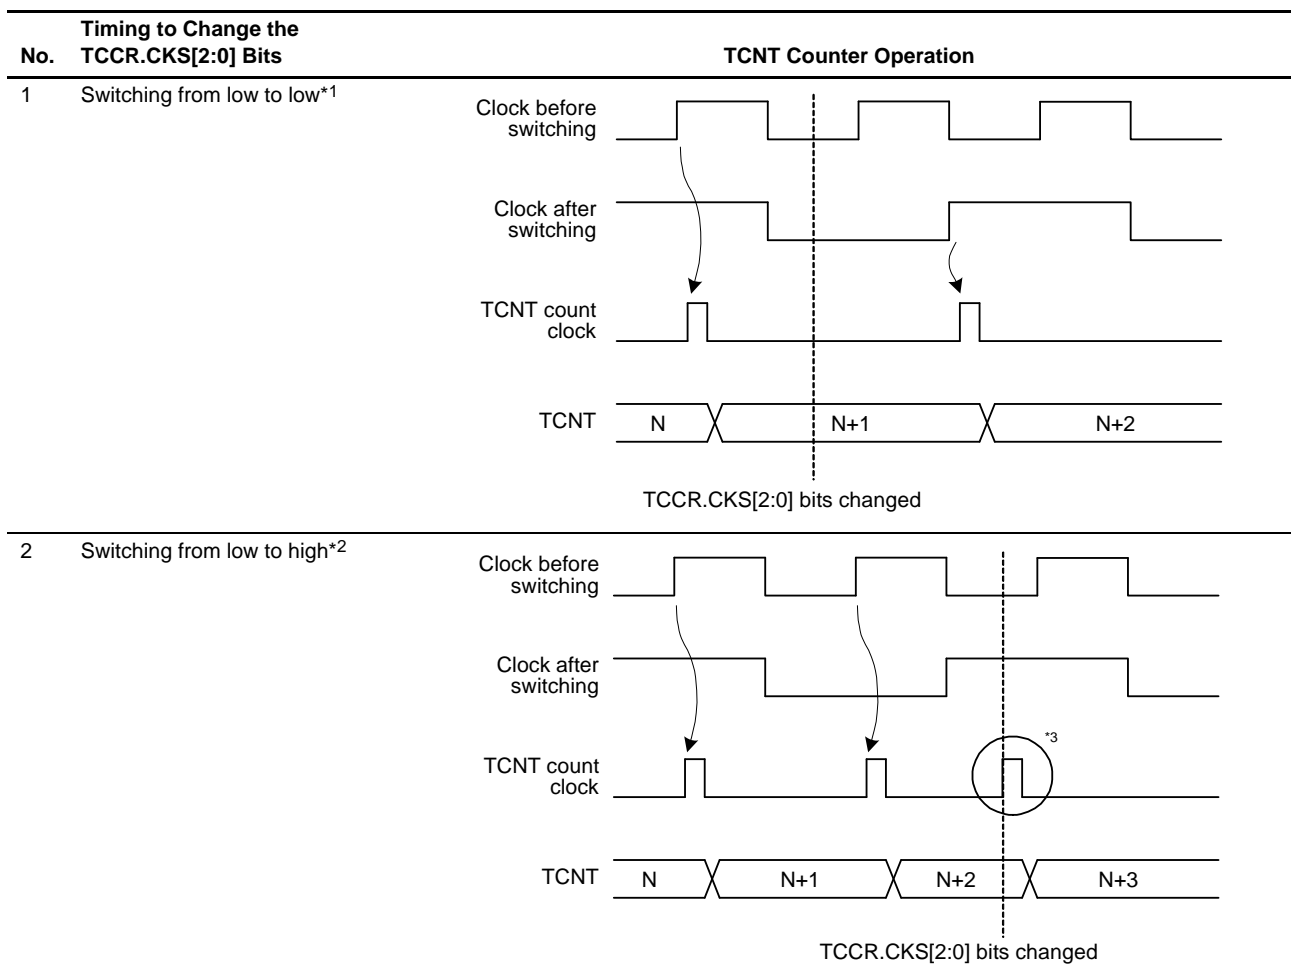 No.
Timing to Change the
TCCR.CKS[2:0] Bits
TCNT Counter Operation
1
Switching from low to low*1
Clock before
switching
Clock after
switching
TCNT count
clock
TCNT
N
N+1
N+2
TCCR.CKS[2:0] bits changed
2
Switching from low to high*2
Clock before
switching
Clock after
switching
*3
TCNT count
clock
TCNT
N
N+1
N+2
N+3
TCCR.CKS[2:0] bits changed